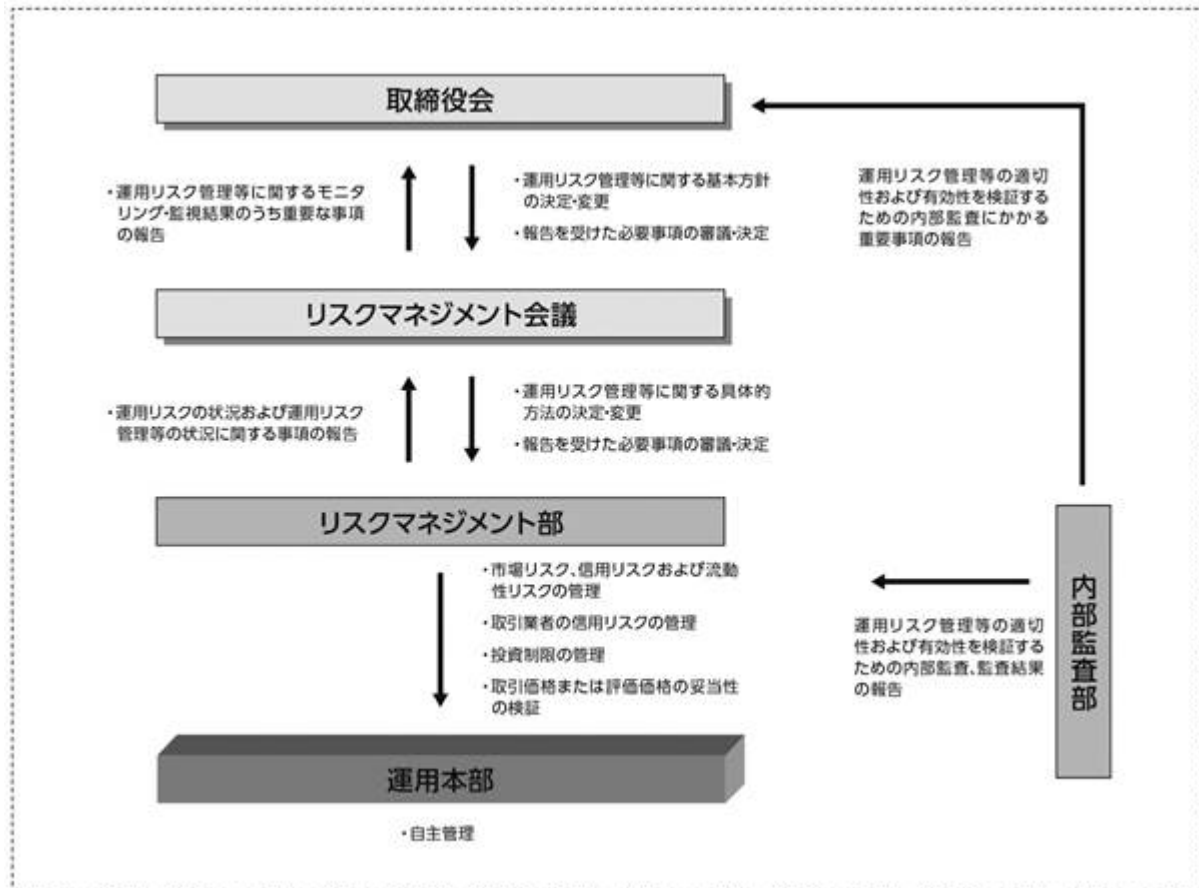 取締役会
・運用リスク管理等に関するモニタ
リング・監視結果のうち重要な事項
の報告
・運用リスク管理等に関する基本方針
の決定・変更
・報告を受けた必要事項の審議・決定
運用リスク管理等の適切
性および有効性を検証する
ための内部監査にかかる
重要事項の報告
リスクマネジメント会議
・運用リスクの状況および運用リスク
管理等の状況に関する事項の報告
・運用リスク管理等に関する具体的
方法の決定・変更
・報告を受けた必要事項の審議・決定
リスクマネジメント部
・市場リスク、信用リスクおよび流動
性リスクの管理
・取引業者の信用リスクの管理
・投資制限の管理
・取引価格または評価価格の妥当性
の検証
運用リスク管理等の適切
性および有効性を検証する
ための内部監査、監査結果
の報告
内部監査部
運用本部
・自主管理